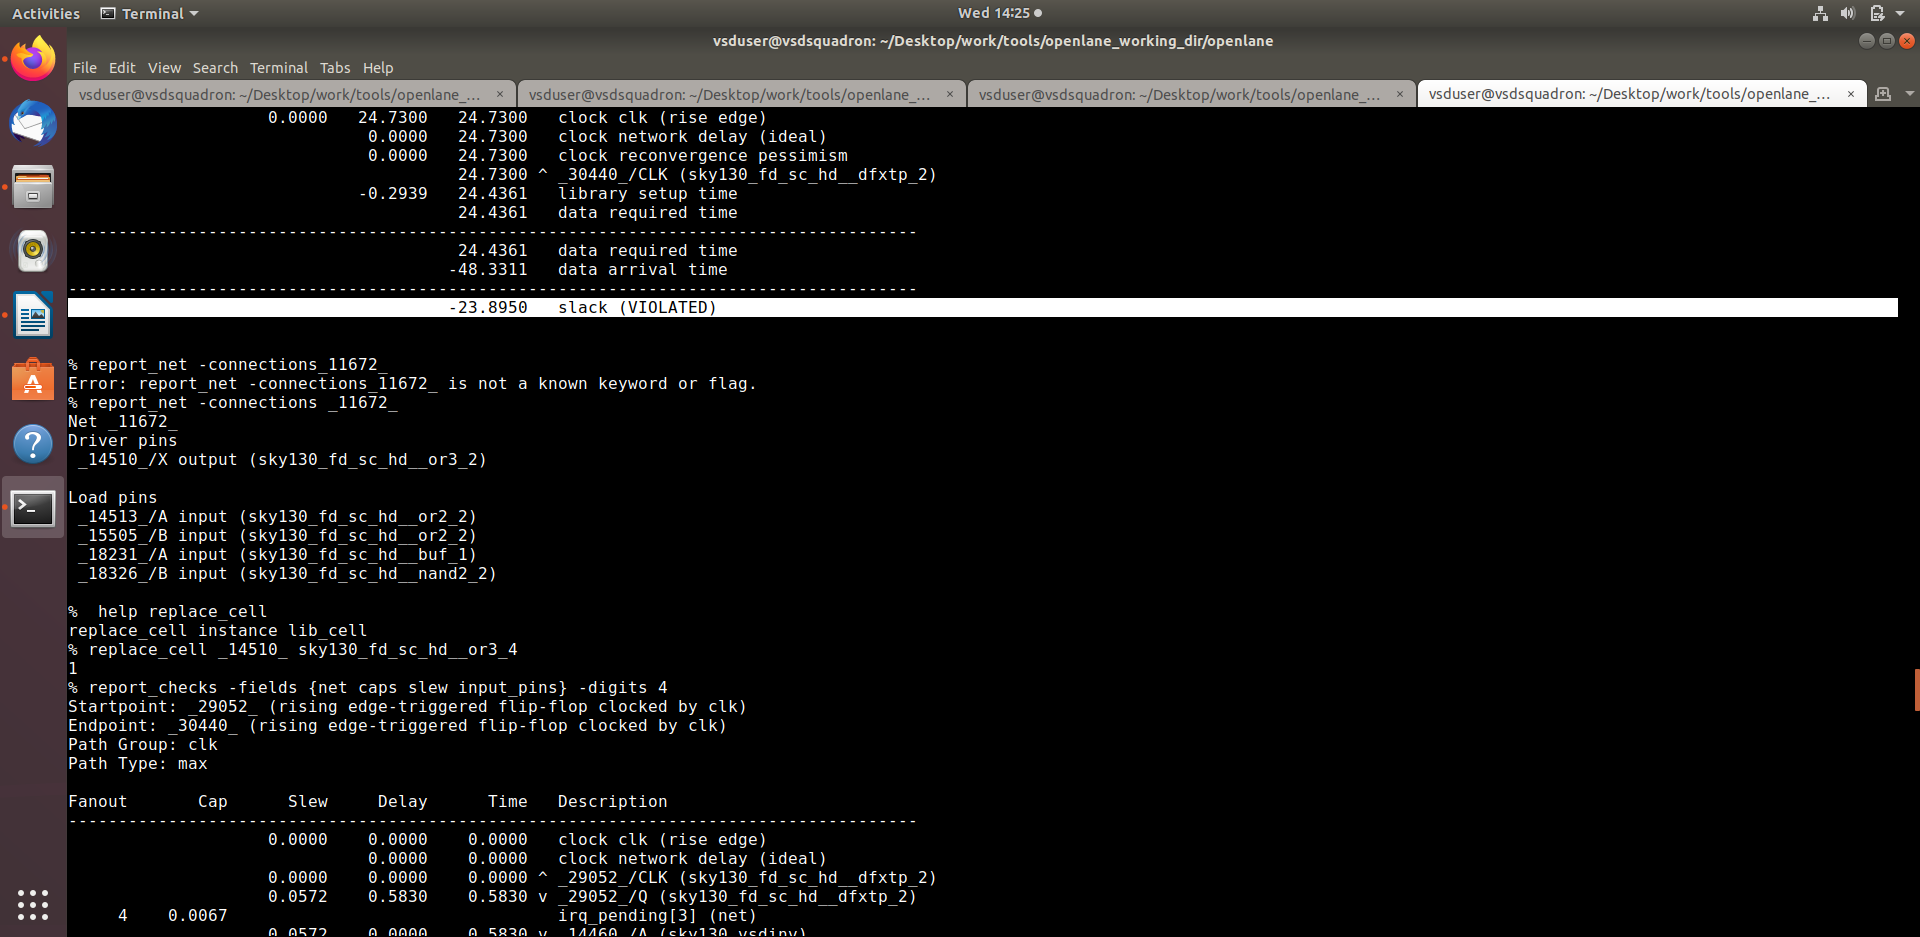 Activities Terminal Wed 14:25
vsduser@vsdsquadron: ~/Desktop/work/tools/openlane_working_dir/openlane
File Edit View Search Terminal Tabs Help
vsduser@vsdsquadron: ~/Desktop/work/tools/openlane_... × vsduser@vsdsquadron: ~/Desktop/work/tools/openlane_... × vsduser@vsdsquadron: ~/Desktop/work/tools/openlane_... × vsduser@vsdsquadron: ~/Desktop/work/tools/openlane_... ×
0.0000 24.7300 24.7300 clock clk (rise edge)
0.0000 24.7300 clock network delay (ideal)
0.0000 24.7300 clock reconvergence pessimism
24.7300 ^ _30440_/CLK (sky130_fd_sc_hd__dfxtp_2)
-0.2939 24.4361 library setup time
24.4361 data required time
-------------------------------------------------------------------------------------
24.4361 data required time
-48.3311 data arrival time
-------------------------------------------------------------------------------------
-23.8950 slack (VIOLATED)
% report_net -connections_11672_
Error: report_net -connections_11672_ is not a known keyword or flag.
% report_net -connections _11672_
Net _11672_
Driver pins
_14510_/X output (sky130_fd_sc_hd__or3_2)
Load pins
_14513_/A input (sky130_fd_sc_hd__or2_2)
_15505_/B input (sky130_fd_sc_hd__or2_2)
_18231_/A input (sky130_fd_sc_hd__buf_1)
_18326_/B input (sky130_fd_sc_hd__nand2_2)
% help replace_cell
replace_cell instance lib_cell
% replace_cell _14510_ sky130_fd_sc_hd__or3_4
1
% report_checks -fields {net caps slew input_pins} -digits 4
Startpoint: _29052_ (rising edge-triggered flip-flop clocked by clk)
Endpoint: _30440_ (rising edge-triggered flip-flop clocked by clk)
Path Group: clk
Path Type: max
Fanout Cap Slew Delay Time Description
-------------------------------------------------------------------------------------
0.0000 0.0000 0.0000 clock clk (rise edge)
0.0000 0.0000 clock network delay (ideal)
0.0000 0.0000 0.0000 ^ _29052_/CLK (sky130_fd_sc_hd__dfxtp_2)
0.0572 0.5830 0.5830 v _29052_/Q (sky130_fd_sc_hd__dfxtp_2)
4 0.0067 irq_pending[3] (net)
0.0572 0.0000 0.5830 v _14460_/A (sky130_vsdinv)